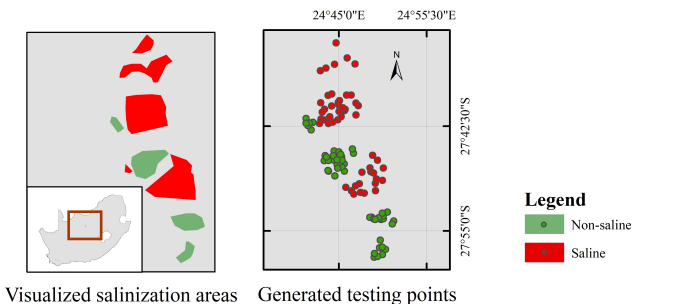 24°45'0"E 24°55'30"E
N
27°42'30"S
27°55'0"S
Legend
Non-saline
Saline
Visualized salinization areas Generated testing points